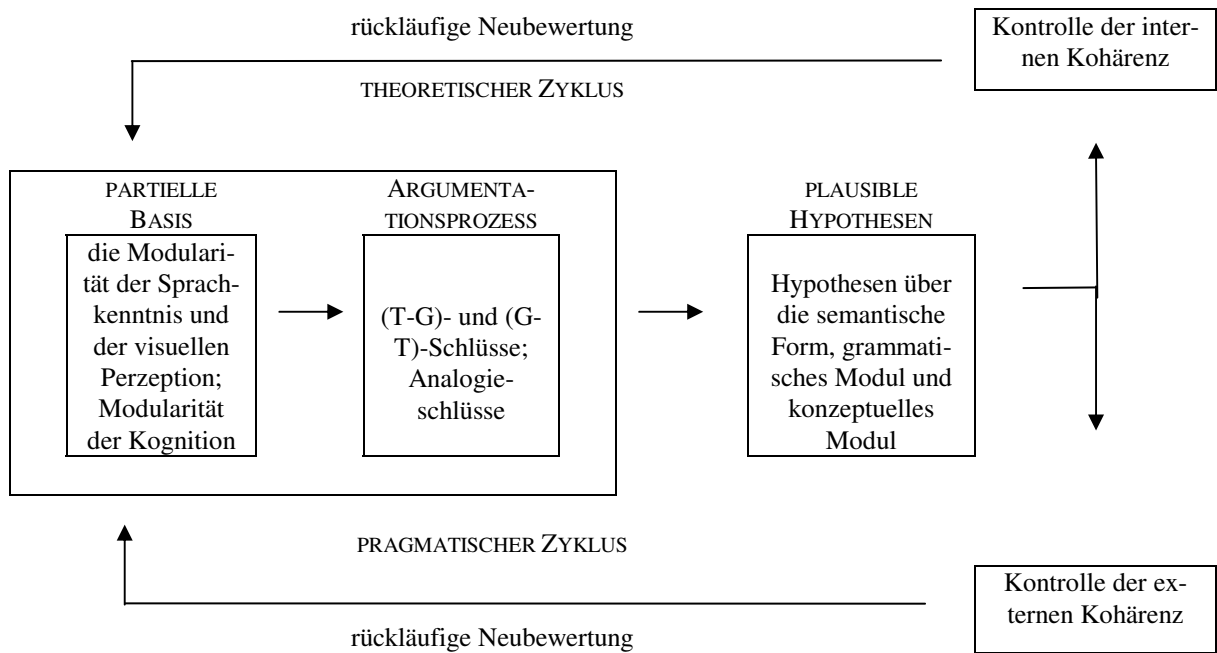 rückläufige Neubewertung
Kontrolle der inter-
nen Kohärenz
THEORETISCHER ZYKLUS
PARTIELLE
BASIS
die Modulari-
tät der Sprach-
kenntnis und
der visuellen
Perzeption;
Modularität
der Kognition
ARGUMENTA-
TIONSPROZESS
(T-G)- und (G-
T)-Schlüsse;
Analogie-
schlüsse
PLAUSIBLE
HYPOTHESEN
Hypothesen über
die semantische
Form, grammati-
sches Modul und
konzeptuelles
Modul
PRAGMATISCHER ZYKLUS
Kontrolle der ex-
ternen Kohärenz
rückläufige Neubewertung